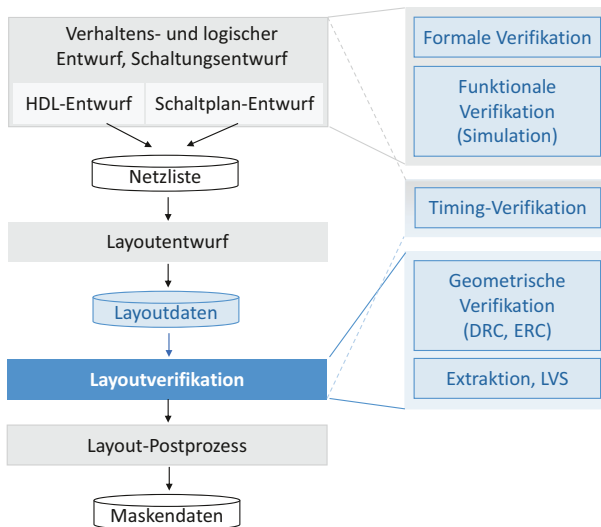 Verhaltens- und logischer
Entwurf, Schaltungsentwurf
HDL-Entwurf
Schaltplan-Entwurf
Netzliste
Layoutentwurf
Layoutdaten
Layoutverifikation
Layout-Postprozess
Maskendaten
Formale Verifikation
Funktionale
Verifikation
(Simulation)
Timing-Verifikation
Geometrische
Verifikation
(DRC, ERC)
Extraktion, LVS